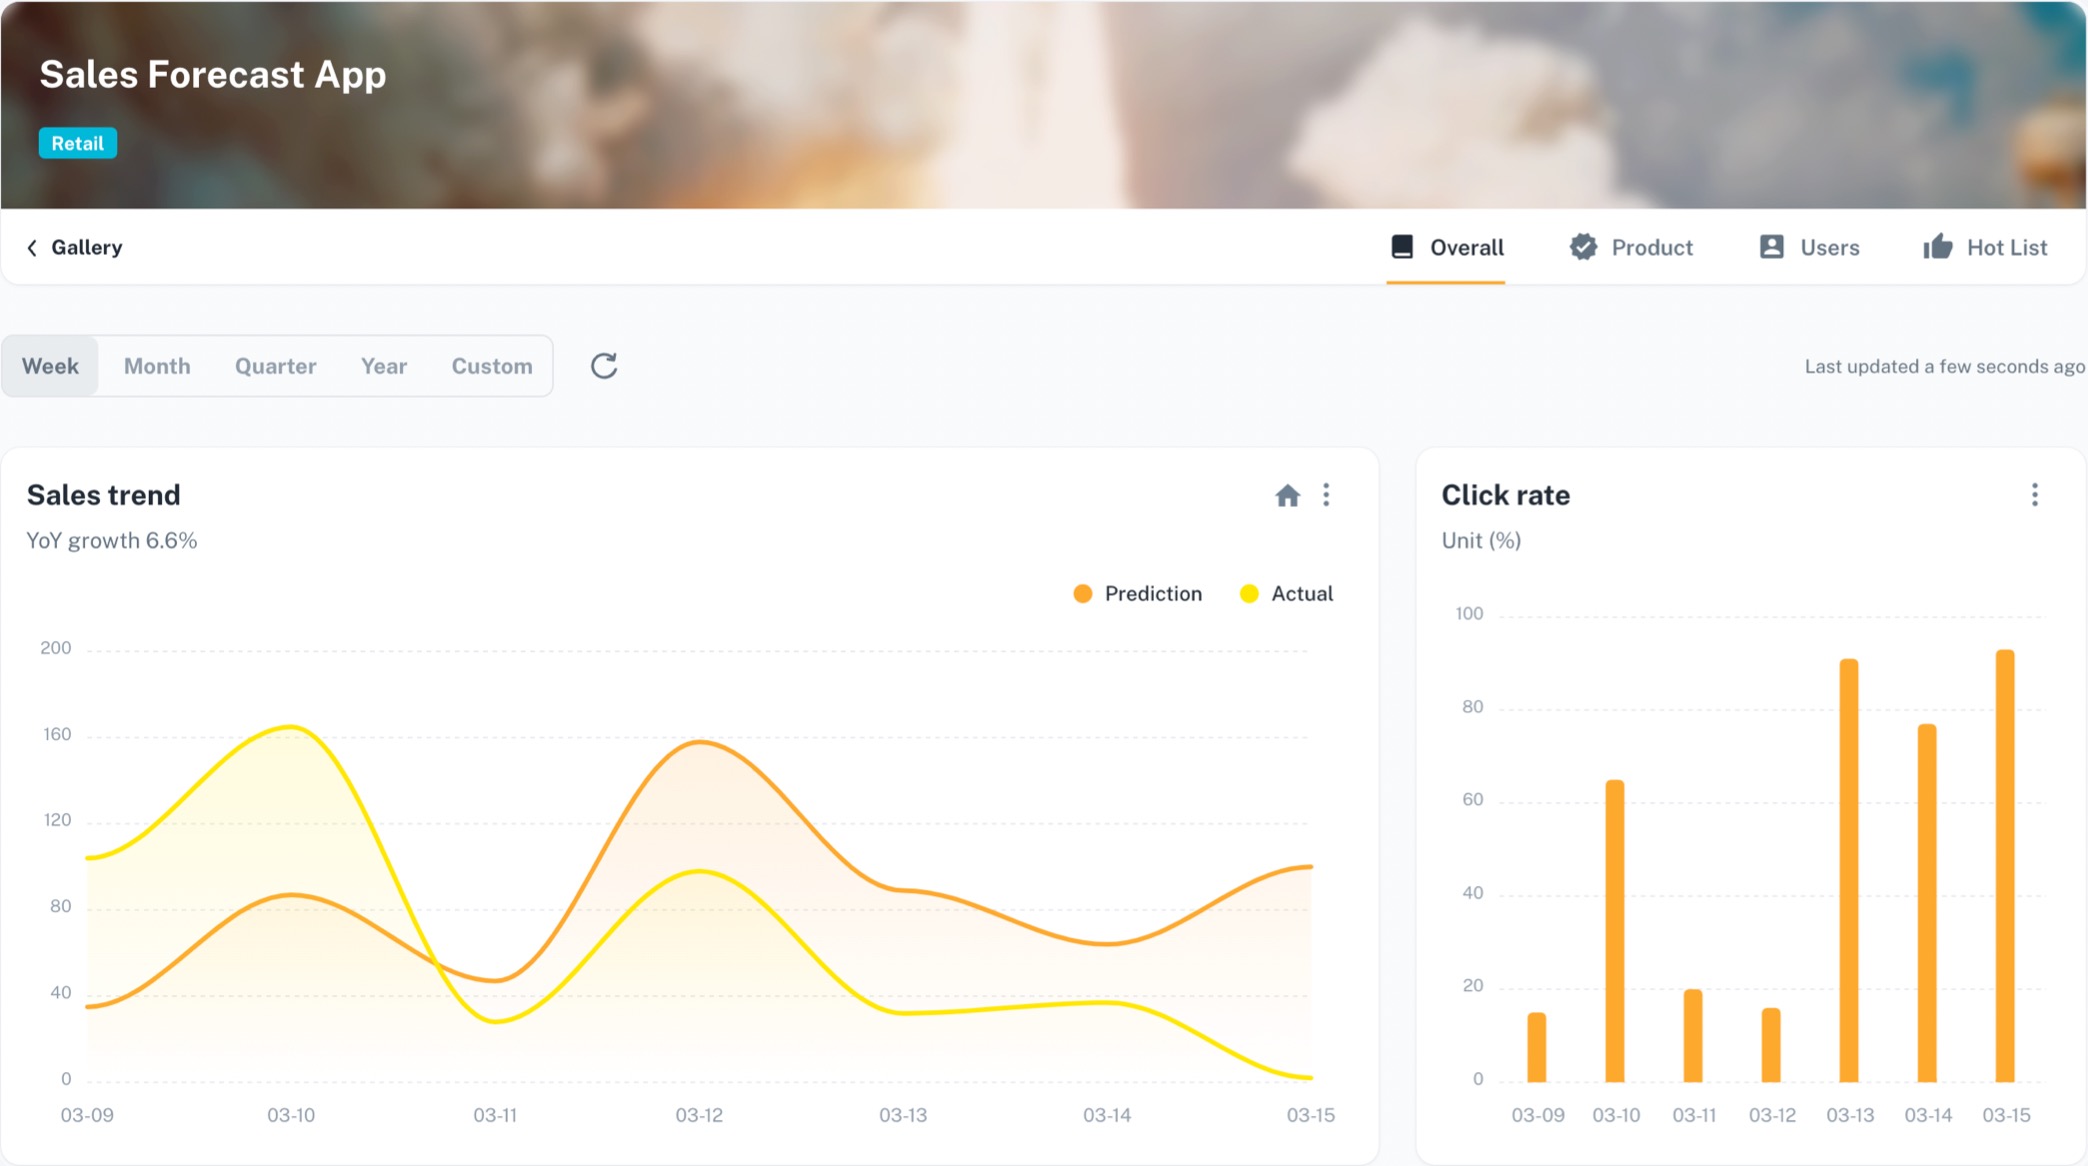 Sales Forecast App
Retail
Gallery
Overall Product Users Hot List
Week Month Quarter Year Custom
Last updated a few seconds ago
Sales trend
YoY growth 6.6%
Prediction Actual
200
160
120
80
40
0
03-09 03-10 03-11 03-12 03-13 03-14 03-15
Click rate
Unit (%)
100
80
60
40
20
0
03-09 03-10 03-11 03-12 03-13 03-14 03-15